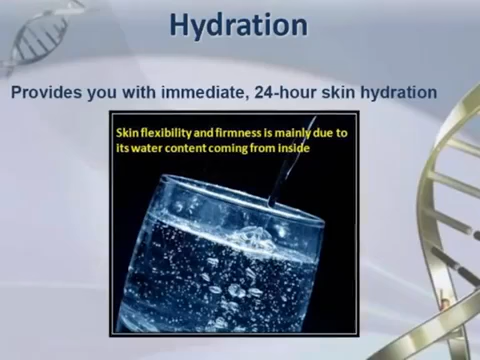 Hydration
Provides you with immediate, 24-hour skin hydration
Skin flexibility and firmness is mainly due to
its water content coming from inside